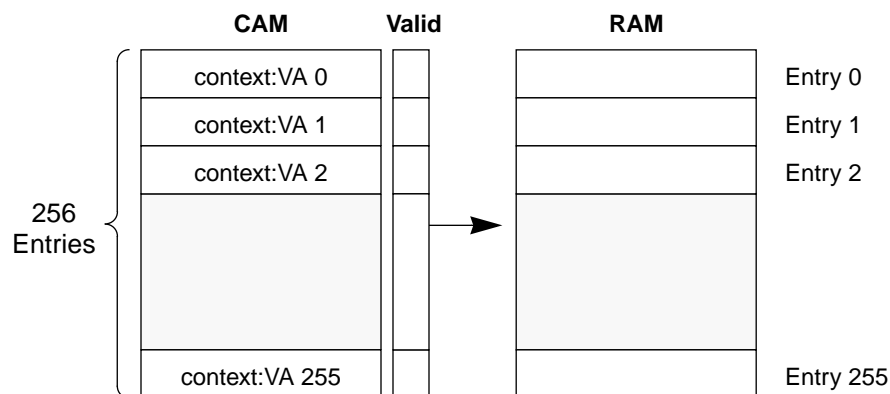 CAM Valid RAM
context:VA 0 Entry 0
context:VA 1 Entry 1
context:VA 2 Entry 2
256
Entries
context:VA 255 Entry 255